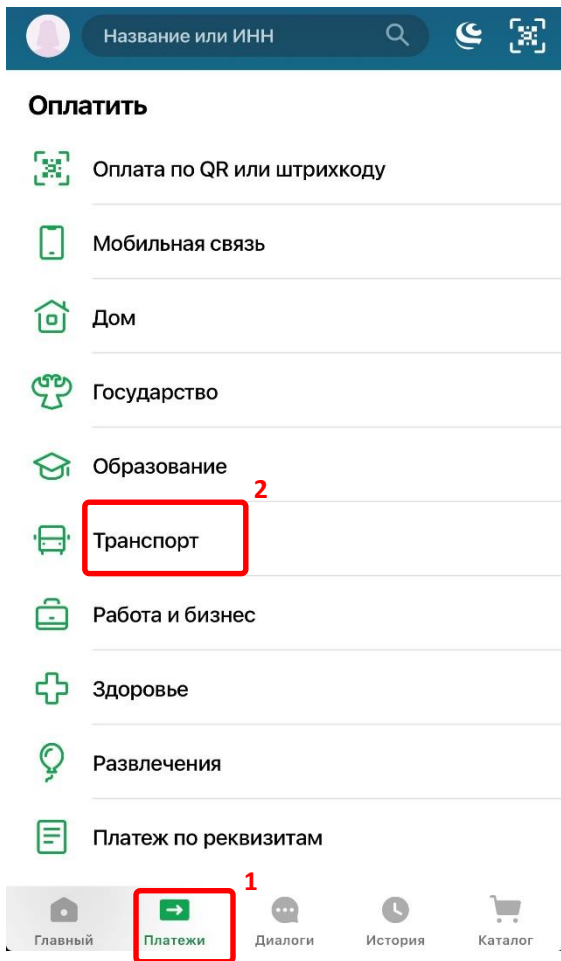 Название или ИНН
Оплатить
Оплата по QR или штрихкоду
Мобильная связь
Дом
Государство
Образование
2
Транспорт
Работа и бизнес
Здоровье
Развлечения
Платеж по реквизитам
1
Главный Платежи Диалоги История Каталог